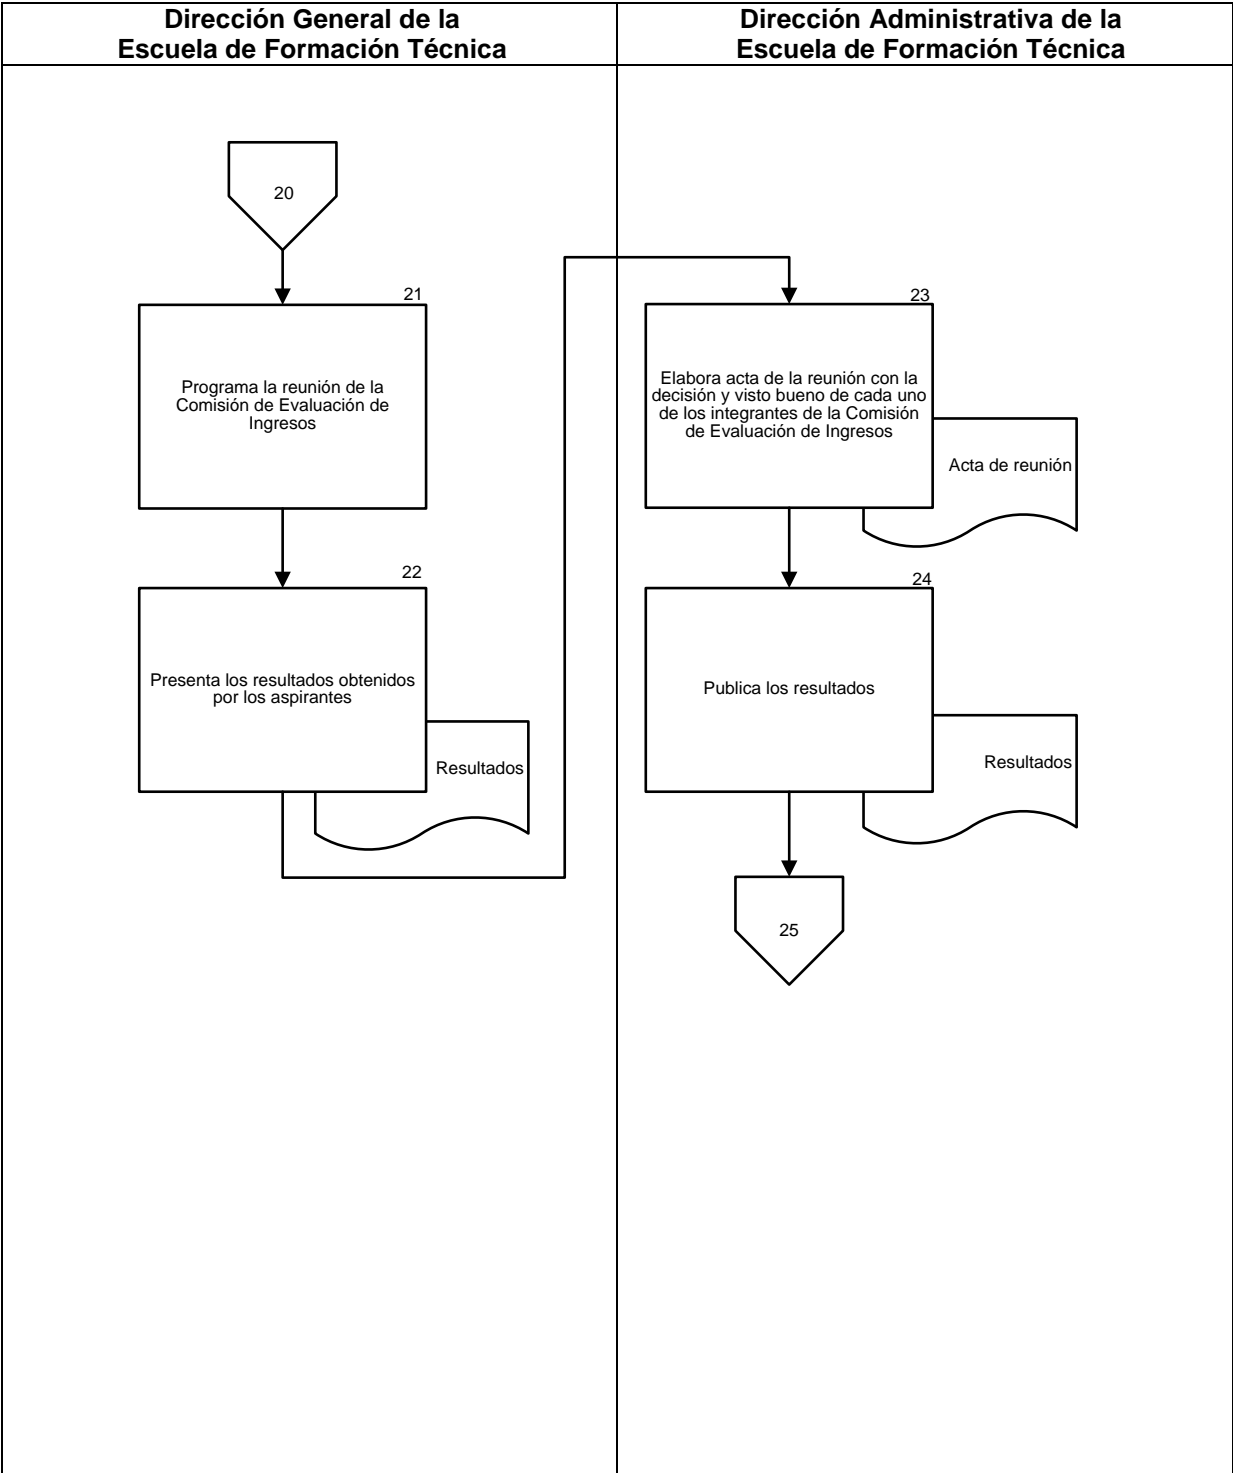 Dirección General de la
Escuela de Formación Técnica
Dirección Administrativa de la
Escuela de Formación Técnica
20
21
Programa la reunión de la
Comisión de Evaluación de
Ingresos
22
Presenta los resultados obtenidos
por los aspirantes
Resultados
23
Elabora acta de la reunión con la
decisión y visto bueno de cada uno
de los integrantes de la Comisión
de Evaluación de Ingresos
Acta de reunión
24
Publica los resultados
Resultados
25